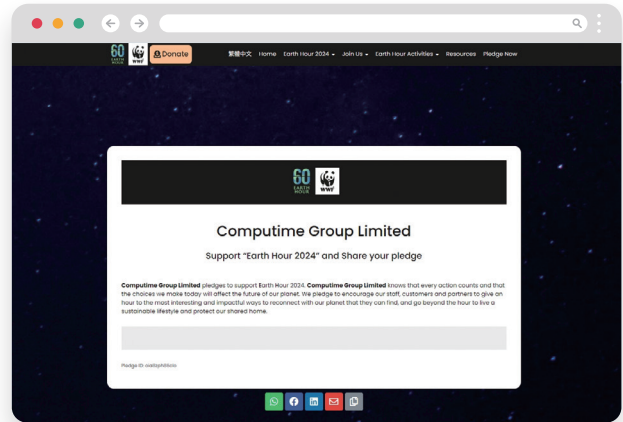 60
EARTH
HOUR
WWF
Donate
繁體中文 Home Earth Hour 2024 Join Us Earth Hour Activities Resources Pledge Now
60
EARTH
HOUR
WWF
Computime Group Limited
Support “Earth Hour 2024” and Share your pledge
Computime Group Limited pledges to support Earth Hour 2024. Computime Group Limited knows that every action counts and that
the choices we make today will affect the future of our planet. We pledge to encourage our staff, customers and partners to give an
hour to the most interesting and impactful ways to reconnect with our planet that they can find, and go beyond the hour to live a
sustainable lifestyle and protect our shared home.
Pledge ID: